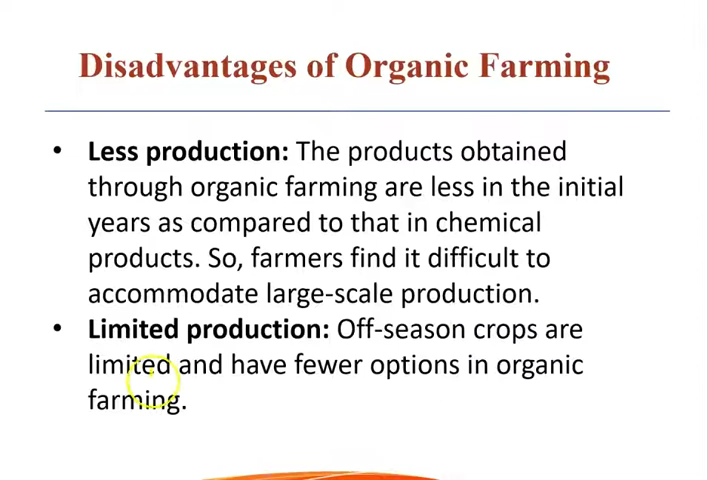 Disadvantages of Organic Farming
• Less production: The products obtained
through organic farming are less in the initial
years as compared to that in chemical
products. So, farmers find it difficult to
accommodate large-scale production.
• Limited production: Off-season crops are
limited and have fewer options in organic
farming.